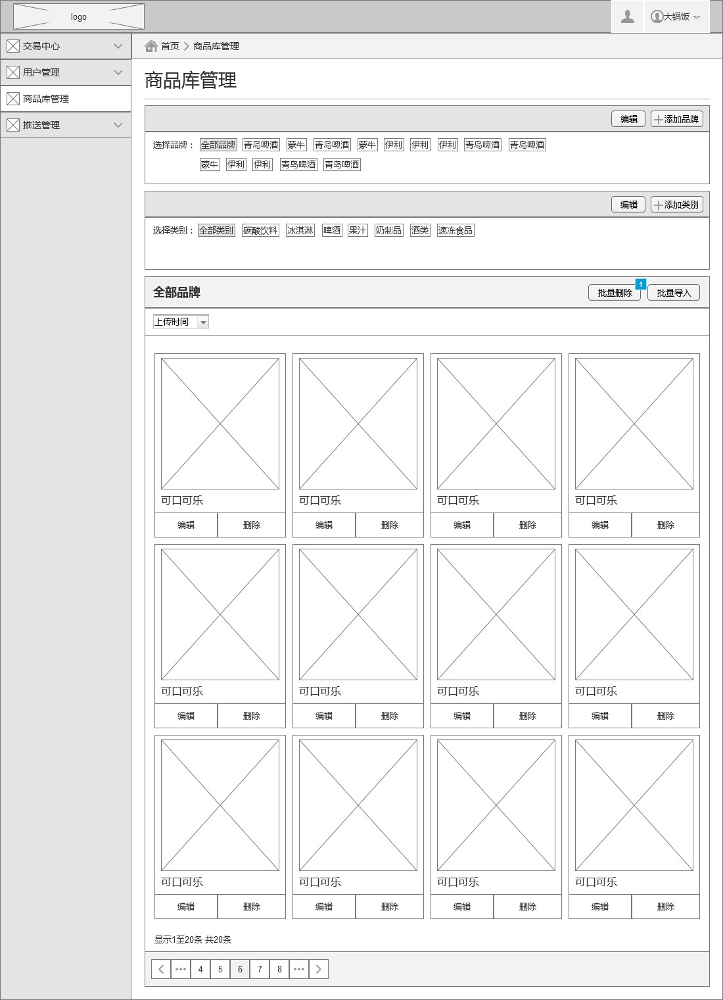 logo
大锅饭
交易中心
用户管理
商品库管理
推送管理
首页 商品库管理
商品库管理
编辑 添加品牌
选择品牌： 全部品牌 青岛啤酒 蒙牛 青岛啤酒 蒙牛 伊利 伊利 伊利 青岛啤酒 青岛啤酒
蒙牛 伊利 伊利 青岛啤酒 青岛啤酒
编辑 添加类别
选择类别： 全部类别 碳酸饮料 冰淇淋 啤酒 果汁 奶制品 酒类 速冻食品
全部品牌 批量删除 1 批量导入
上传时间
可口可乐 可口可乐 可口可乐 可口可乐
编辑 删除 编辑 删除 编辑 删除 编辑 删除
可口可乐 可口可乐 可口可乐 可口可乐
编辑 删除 编辑 删除 编辑 删除 编辑 删除
可口可乐 可口可乐 可口可乐 可口可乐
编辑 删除 编辑 删除 编辑 删除 编辑 删除
显示1至20条 共20条
••• 4 5 6 7 8 •••